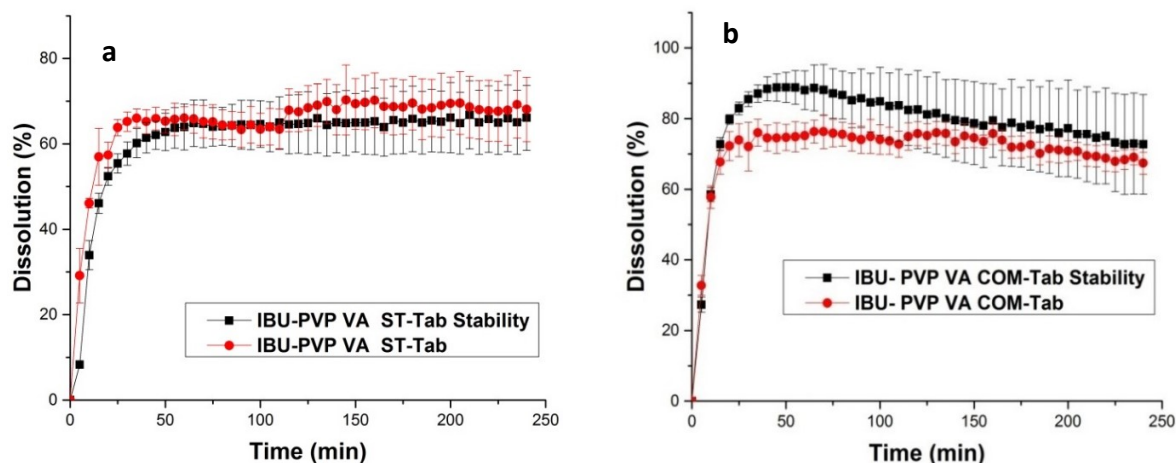 a
Dissolution (%)
80
60
40
20
0
0 50 100 150 200 250
Time (min)
IBU-PVP VA ST-Tab Stability
IBU-PVP VA ST-Tab
b
Dissolution (%)
100
80
60
40
20
0
0 50 100 150 200 250
Time (min)
IBU- PVP VA COM-Tab Stability
IBU- PVP VA COM-Tab